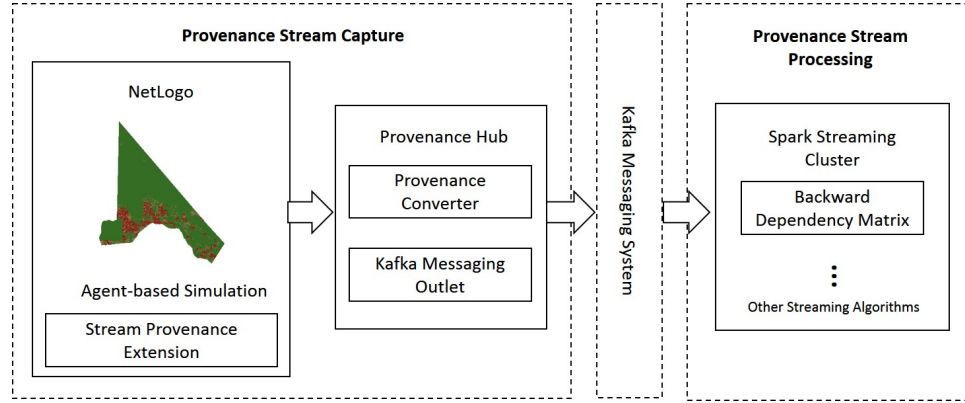 Provenance Stream Capture
NetLogo
Agent-based Simulation
Stream Provenance
Extension
Provenance Hub
Provenance
Converter
Kafka Messaging
Outlet
Kafka Messaging System
Provenance Stream
Processing
Spark Streaming
Cluster
Backward
Dependency Matrix
Other Streaming Algorithms